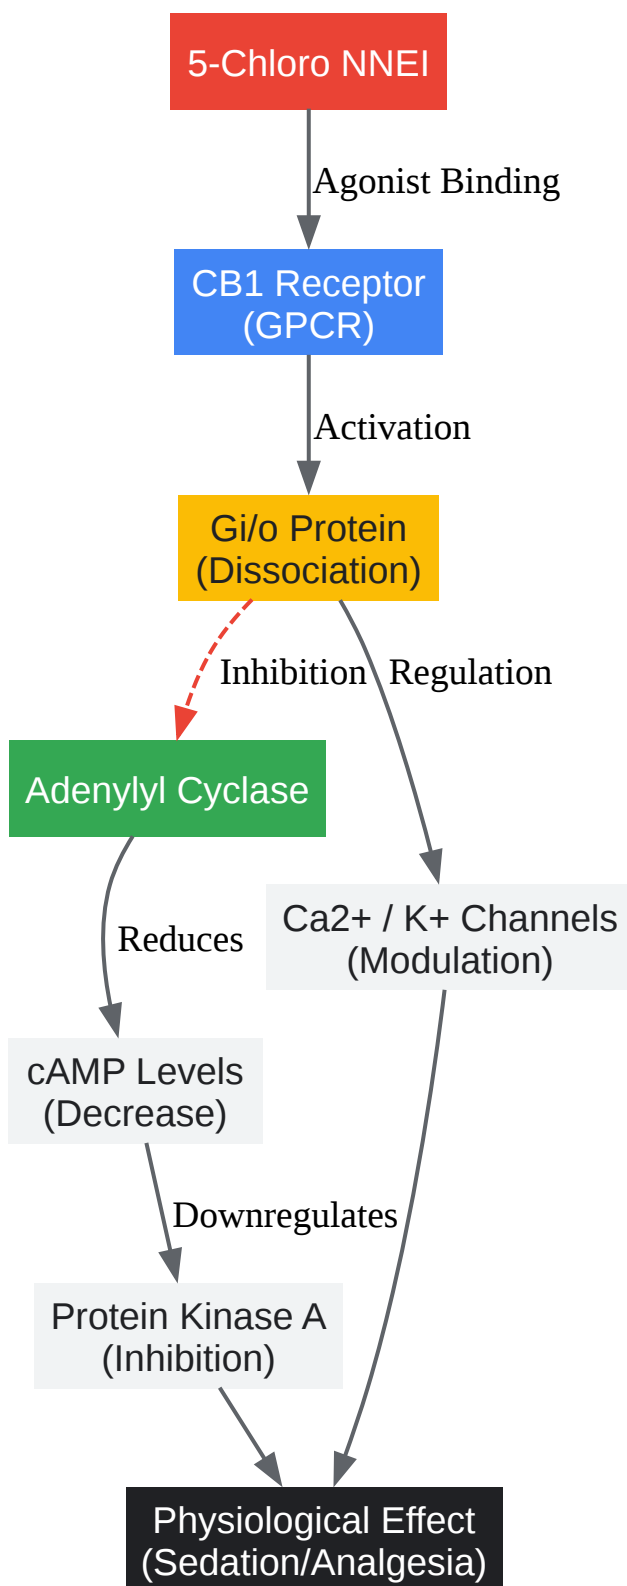 5-Chloro NNEI
Agonist Binding
CB1 Receptor
(GPCR)
Activation
Gi/o Protein
(Dissociation)
Inhibition
Regulation
Adenylyl Cyclase
Ca2+ / K+ Channels
(Modulation)
Reduces
cAMP Levels
(Decrease)
Downregulates
Protein Kinase A
(Inhibition)
Physiological Effect
(Sedation/Analgesia)